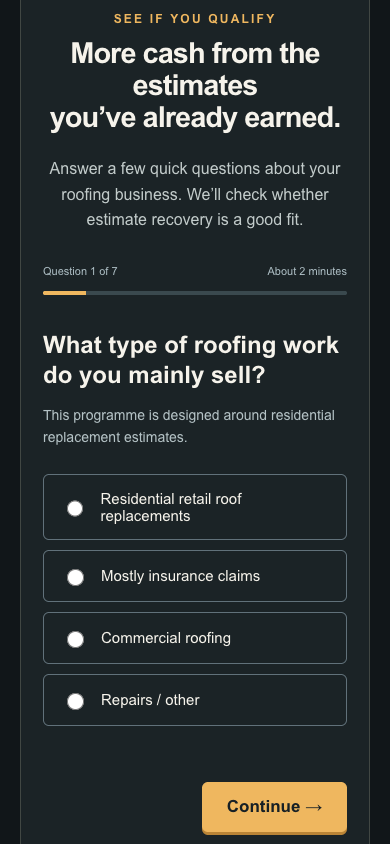 SEE IF YOU QUALIFY
More cash from the
estimates
you’ve already earned.
Answer a few quick questions about your
roofing business. We’ll check whether
estimate recovery is a good fit.
Question 1 of 7
About 2 minutes
What type of roofing work
do you mainly sell?
This programme is designed around residential
replacement estimates.
Residential retail roof
replacements
Mostly insurance claims
Commercial roofing
Repairs / other
Continue →